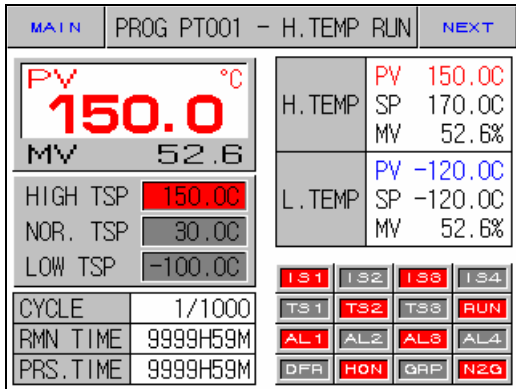 MAIN PROG PT001 - H.TEMP RUN NEXT
PV °C
150.0
MV 52.6
HIGH TSP 150.0C
NOR. TSP 30.0C
LOW TSP -100.0C
CYCLE 1/1000
RMN TIME 9999H59M
PRS.TIME 9999H59M
H.TEMP
PV 150.0C
SP 170.0C
MV 52.6%
L.TEMP
PV -120.0C
SP -120.0C
MV 52.6%
IS1 IS2 IS3 IS4
TS1 TS2 TS3 RUN
AL1 AL2 AL3 AL4
DFR HON GRP N2G